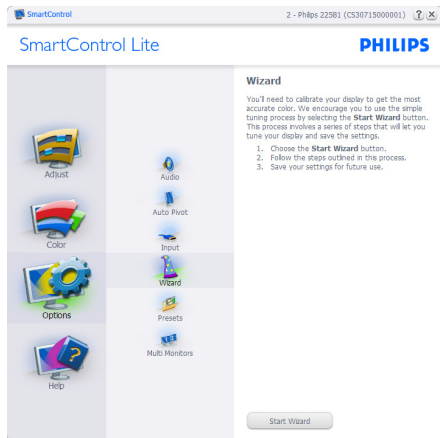 SmartControl
2 - Philips 225B1 (CS30715000001)
SmartControl Lite
PHILIPS
Adjust
Color
Options
Help
Audio
Auto Pivot
Input
Wizard
Presets
Multi Monitors
Wizard
You'll need to calibrate your display to get the most
accurate color. We encourage you to use the simple
tuning process by selecting the Start Wizard button.
This process involves a series of steps that will let you
tune your display and save the settings.
1. Choose the Start Wizard button.
2. Follow the steps outlined in this process.
3. Save your settings for future use.
Start Wizard